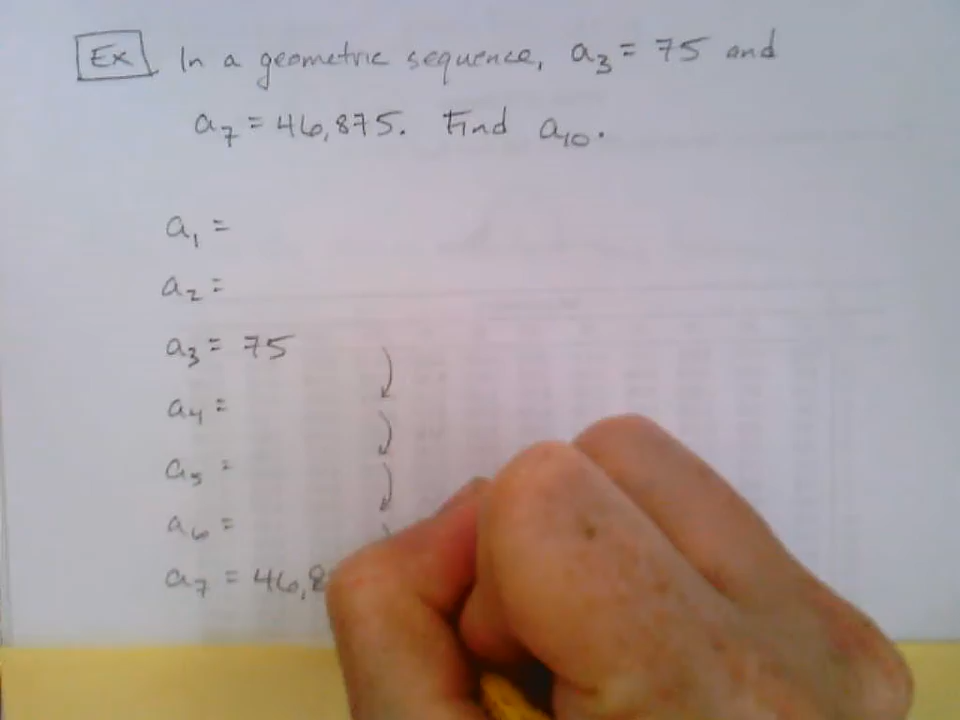 Ex In a geometric sequence, a₃ = 75 and
a₇ = 46,875. Find a₁₀.
a₁ =
a₂ =
a₃ = 75
a₄ =
a₅ =
a₆ =
a₇ = 46,8